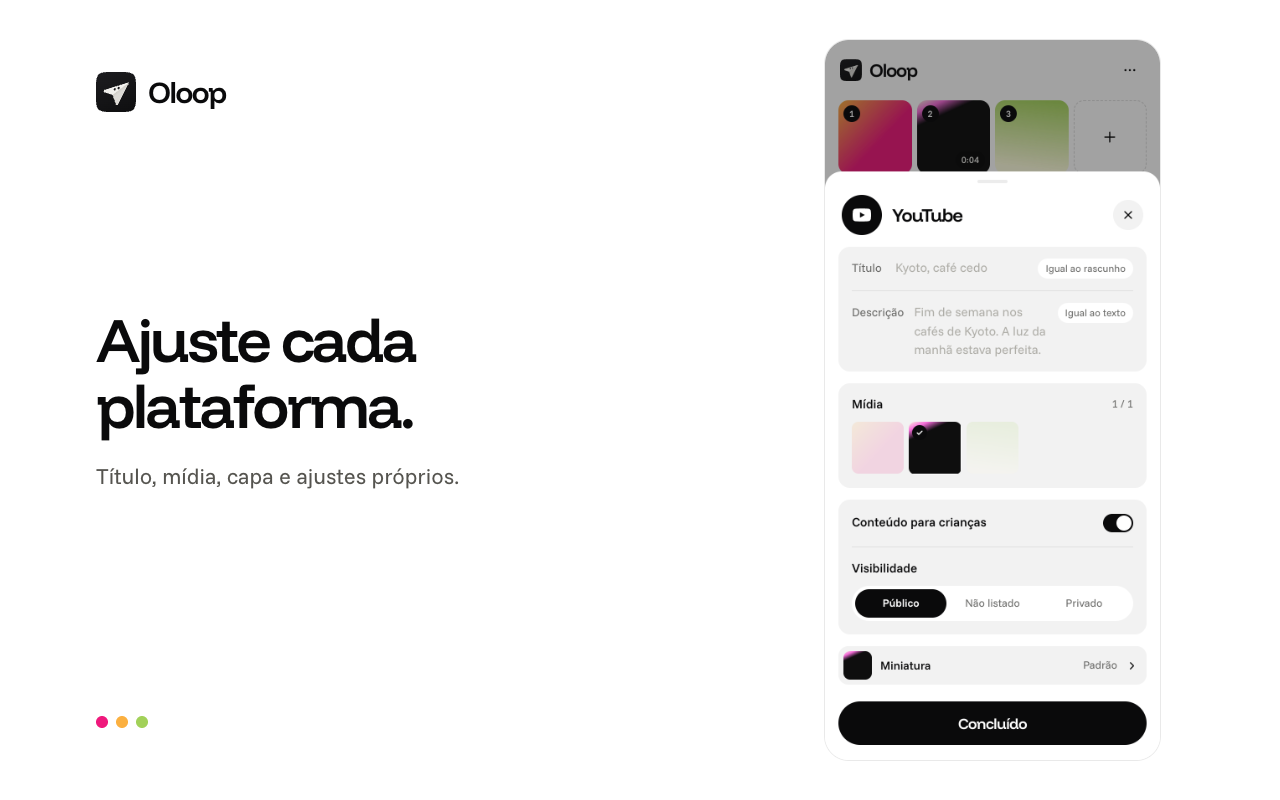 Oloop
Ajuste cada
plataforma.
Título, mídia, capa e ajustes próprios.
Oloop
1
2
3
0:04
YouTube
Título
Kyoto, café cedo
Igual ao rascunho
Descrição
Fim de semana nos
cafés de Kyoto. A luz da
manhã estava perfeita.
Igual ao texto
Mídia
1 / 1
Conteúdo para crianças
Visibilidade
Público
Não listado
Privado
Miniatura
Padrão
Concluído